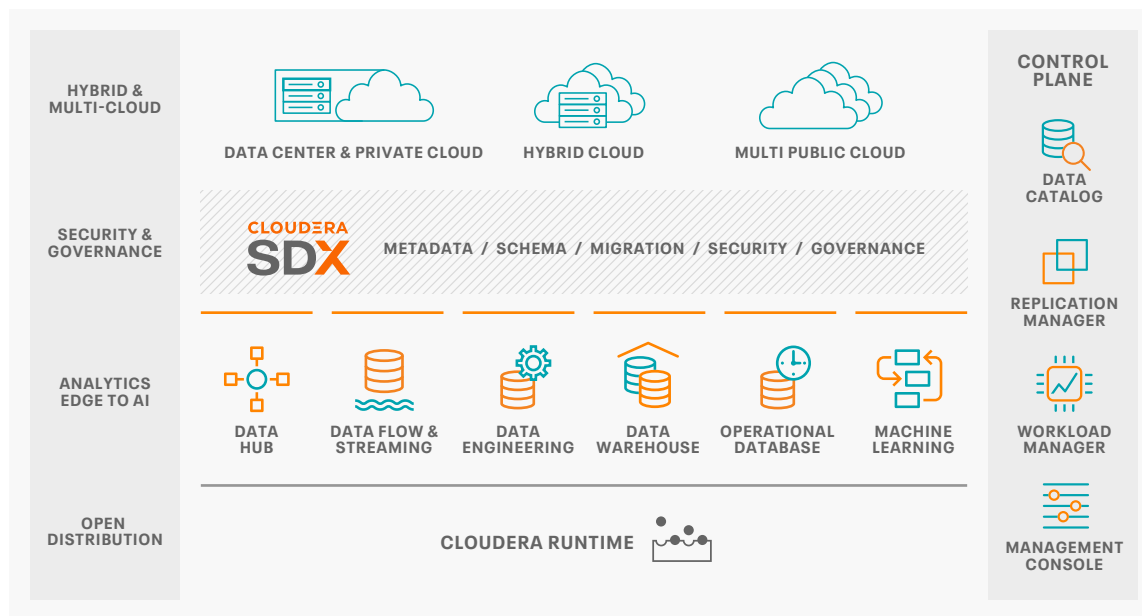 HYBRID &
MULTI-CLOUD
DATA CENTER & PRIVATE CLOUD
HYBRID CLOUD
MULTI PUBLIC CLOUD
SECURITY &
GOVERNANCE
CLOUDERA
SDX
METADATA / SCHEMA / MIGRATION / SECURITY / GOVERNANCE
ANALYTICS
EDGE TO AI
DATA
HUB
DATA FLOW &
STREAMING
DATA
ENGINEERING
DATA
WAREHOUSE
OPERATIONAL
DATABASE
MACHINE
LEARNING
OPEN
DISTRIBUTION
CLOUDERA RUNTIME
CONTROL
PLANE
DATA
CATALOG
REPLICATION
MANAGER
WORKLOAD
MANAGER
MANAGEMENT
CONSOLE